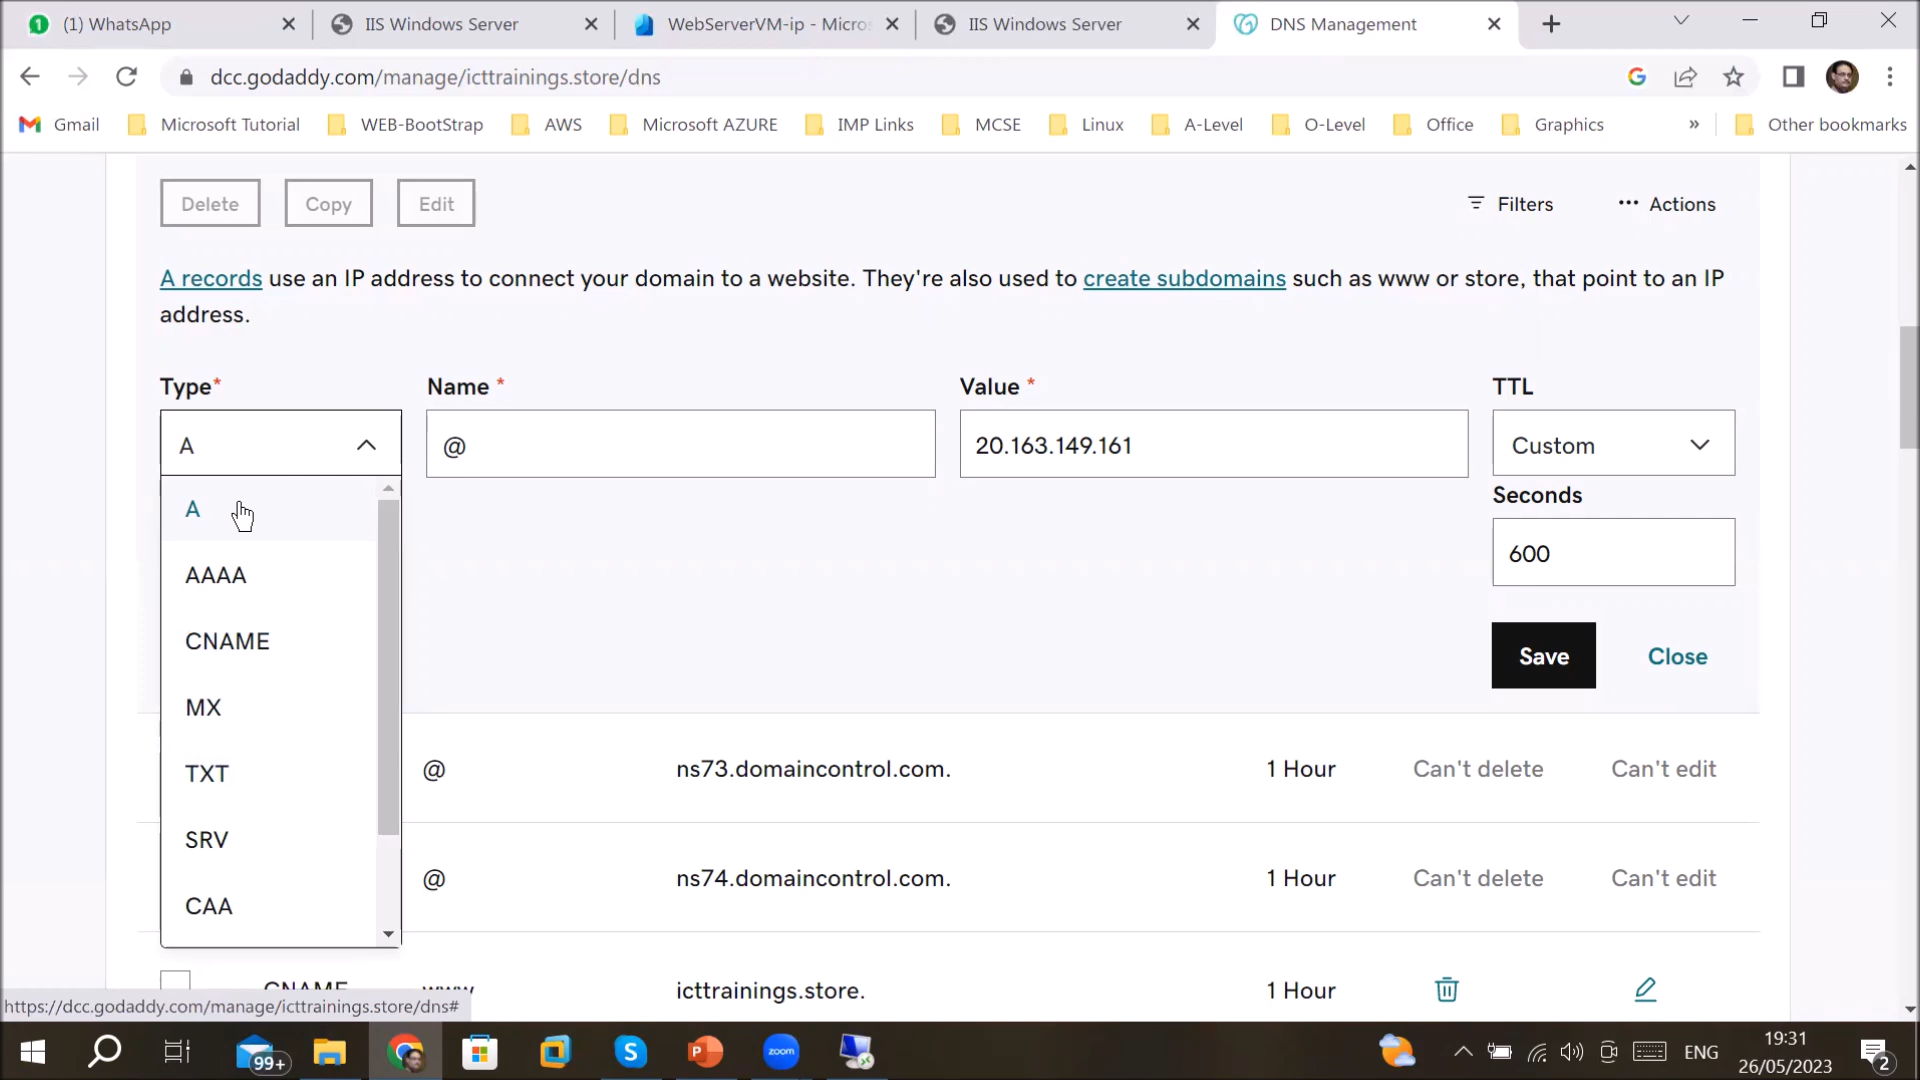 (1) WhatsApp
IIS Windows Server
WebServerVM-ip - Micros
IIS Windows Server
DNS Management
dcc.godaddy.com/manage/icttrainings.store/dns
Gmail
Microsoft Tutorial
WEB-BootStrap
AWS
Microsoft AZURE
IMP Links
MCSE
Linux
A-Level
O-Level
Office
Graphics
»
Other bookmarks
Delete
Copy
Edit
Filters
Actions
A records use an IP address to connect your domain to a website. They're also used to create subdomains such as www or store, that point to an IP
address.
Type*
Name *
Value *
TTL
A
@
20.163.149.161
Custom
Seconds
600
A
AAAA
CNAME
MX
TXT
SRV
CAA
Save
Close
@
ns73.domaincontrol.com.
1 Hour
Can't delete
Can't edit
@
ns74.domaincontrol.com.
1 Hour
Can't delete
Can't edit
CNAME
www
icttrainings.store.
1 Hour
https://dcc.godaddy.com/manage/icttrainings.store/dns#
99+
zoom
ENG
19:31
26/05/2023
2